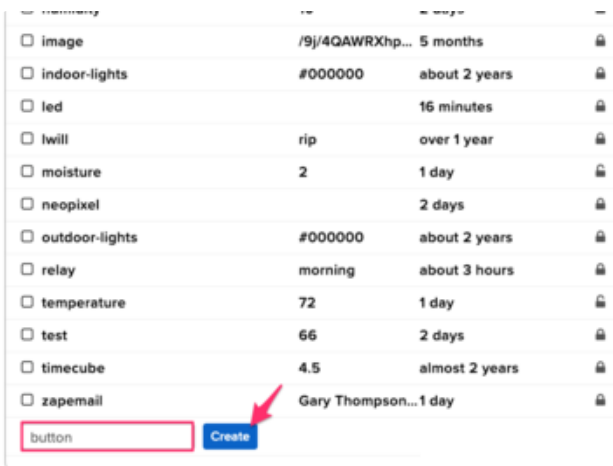 humidity 2 days
image /9j/4QAWRXhp... 5 months
indoor-lights #000000 about 2 years
led 16 minutes
lwill rip over 1 year
moisture 2 1 day
neopixel 2 days
outdoor-lights #000000 about 2 years
relay morning about 3 hours
temperature 72 1 day
test 66 2 days
timecube 4.5 almost 2 years
zapemail Gary Thompson... 1 day
button Create